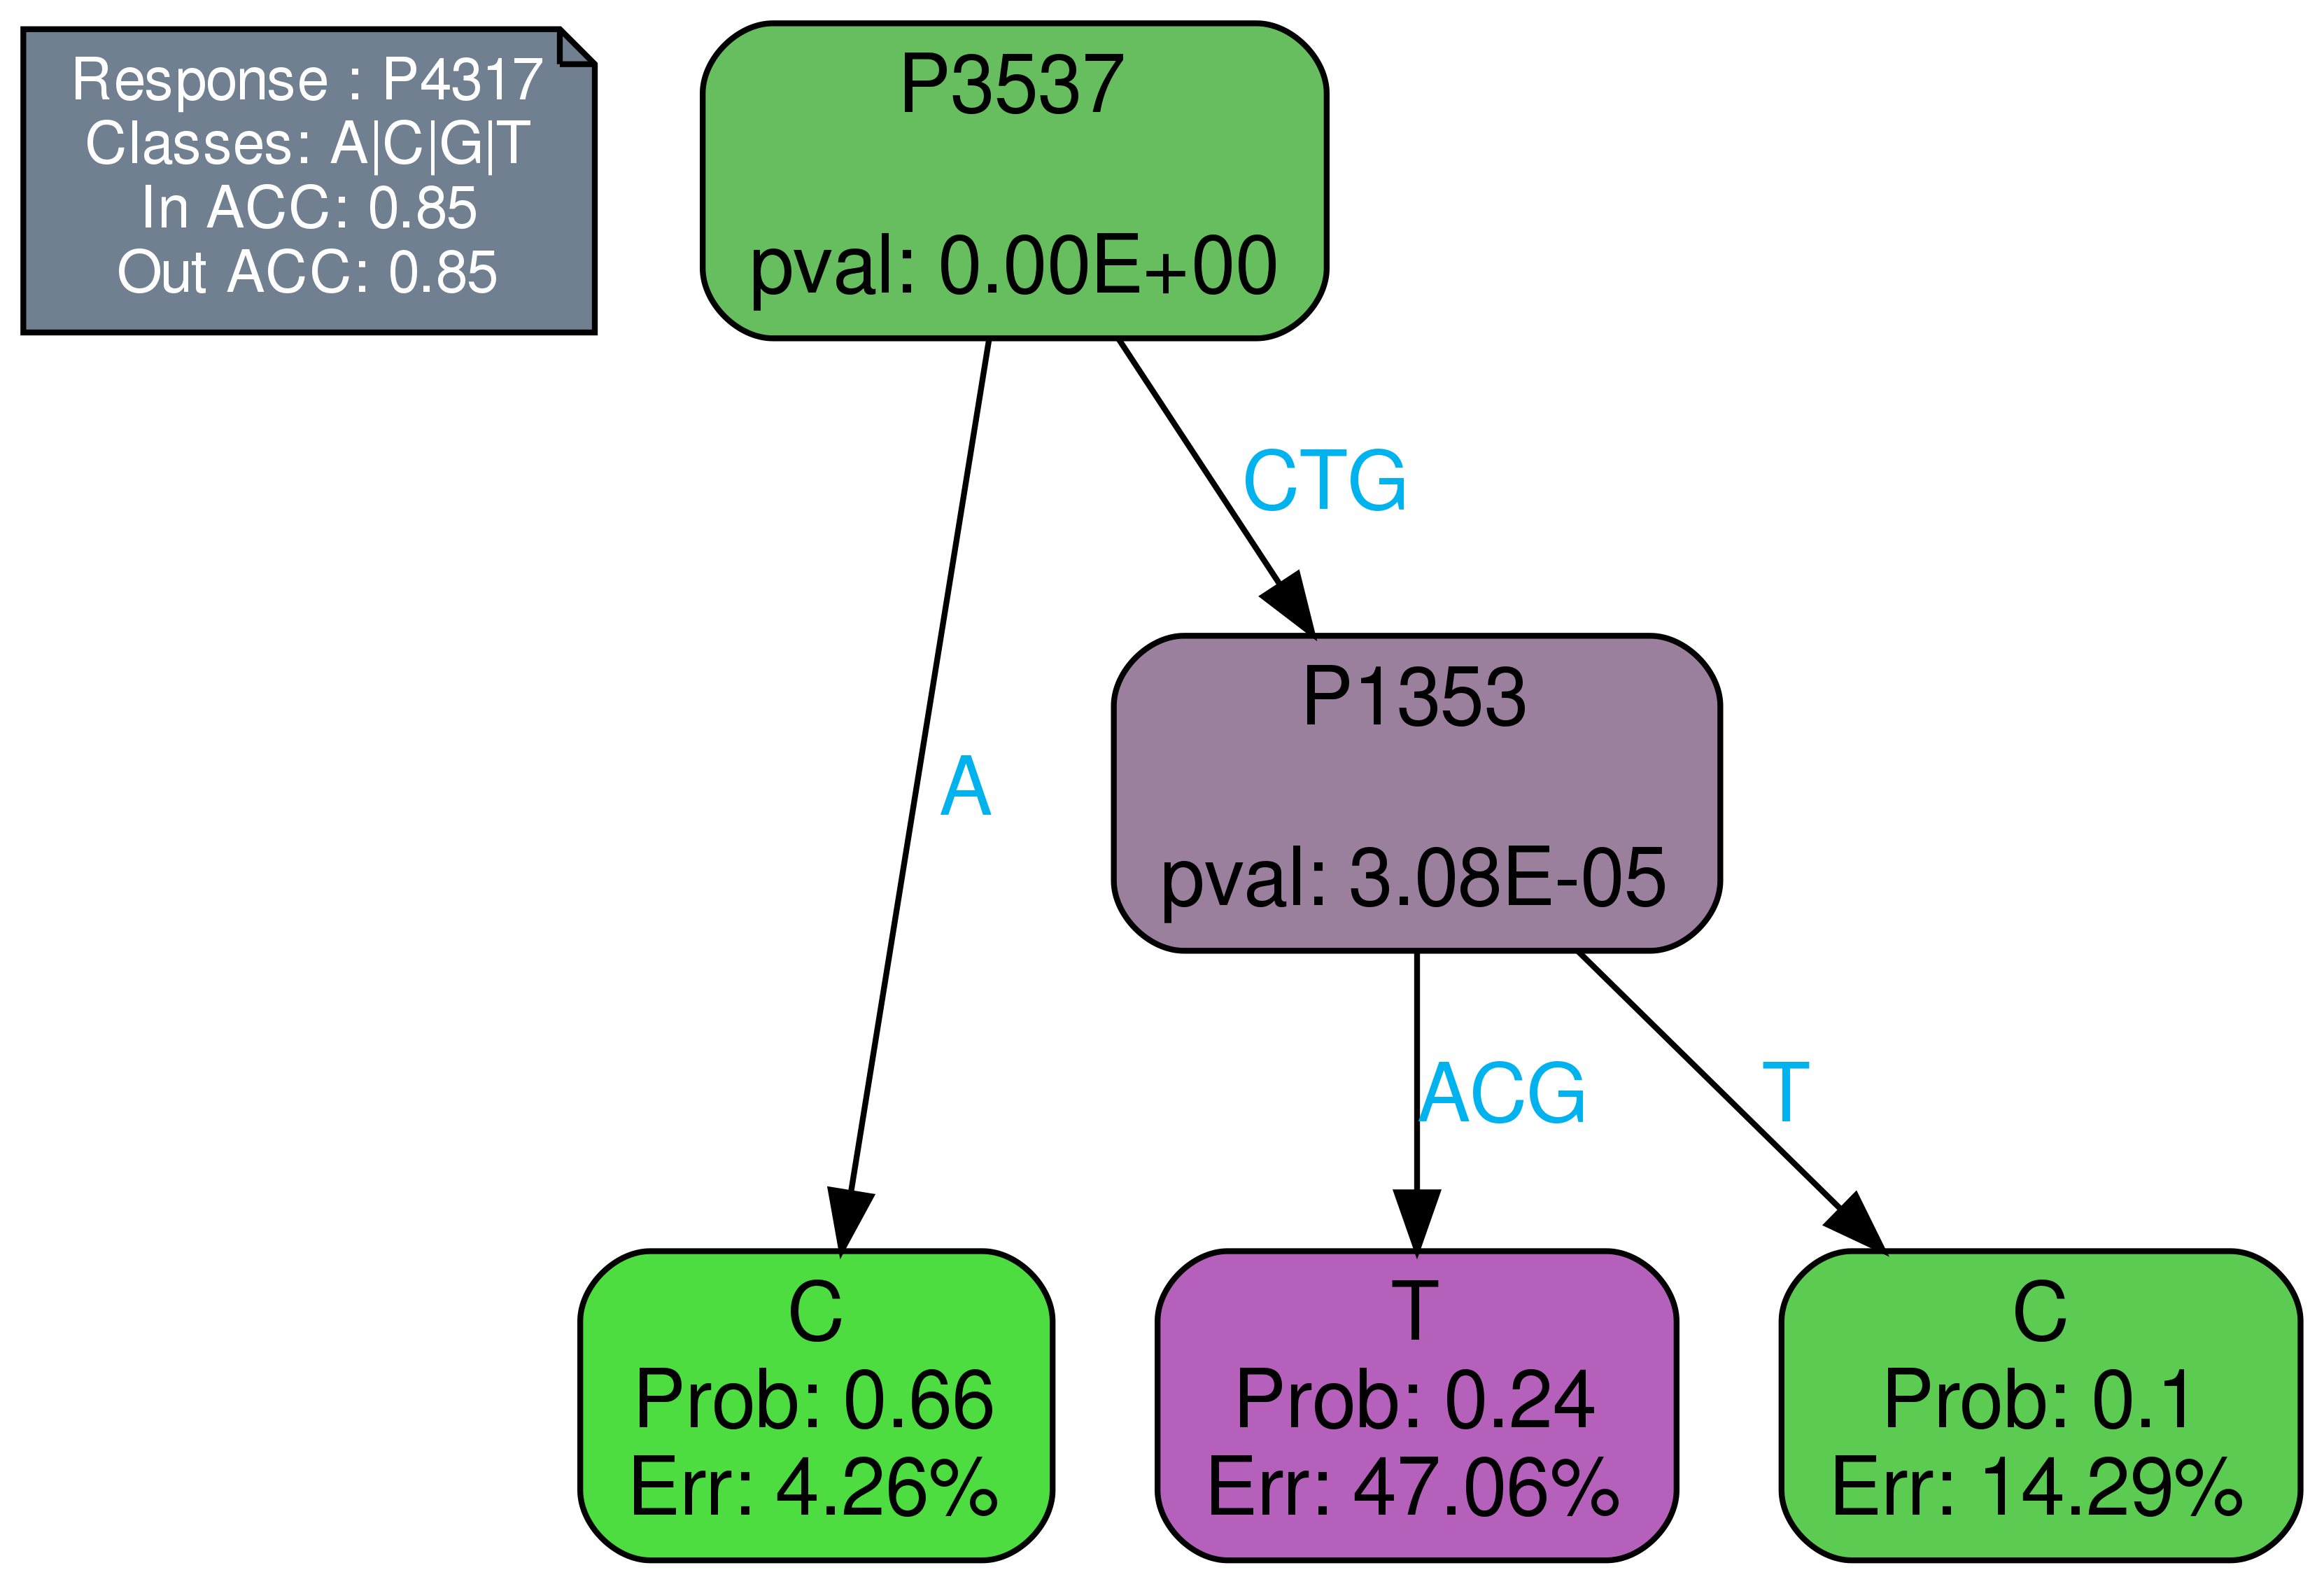 Response : P4317
Classes: A|C|G|T
In ACC: 0.85
Out ACC: 0.85
P3537
pval: 0.00E+00
CTG
A
P1353
pval: 3.08E-05
ACG
T
C
Prob: 0.66
Err: 4.26%
T
Prob: 0.24
Err: 47.06%
C
Prob: 0.1
Err: 14.29%